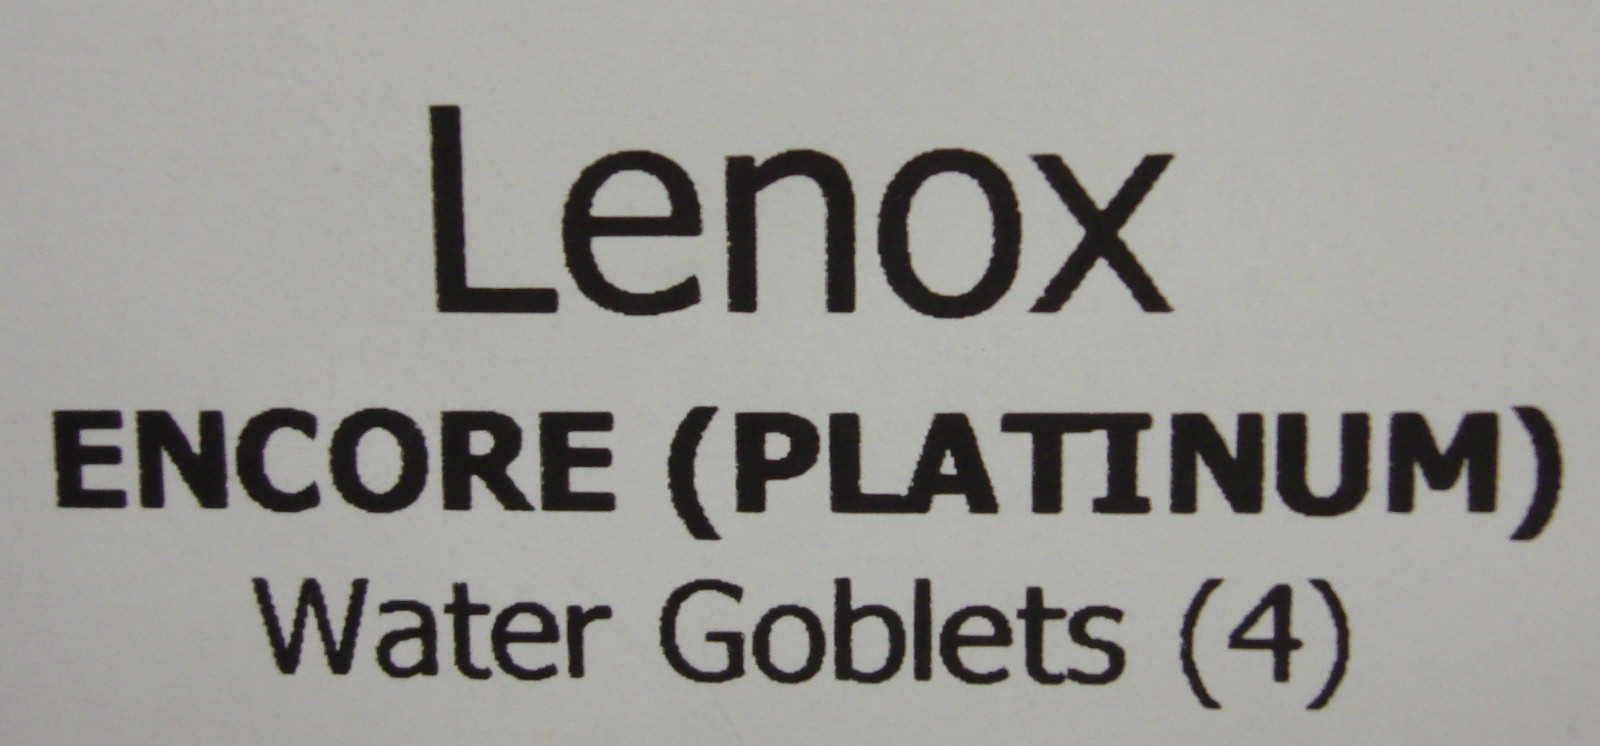 Lenox
ENCORE (PLATINUM)
Water Goblets (4)